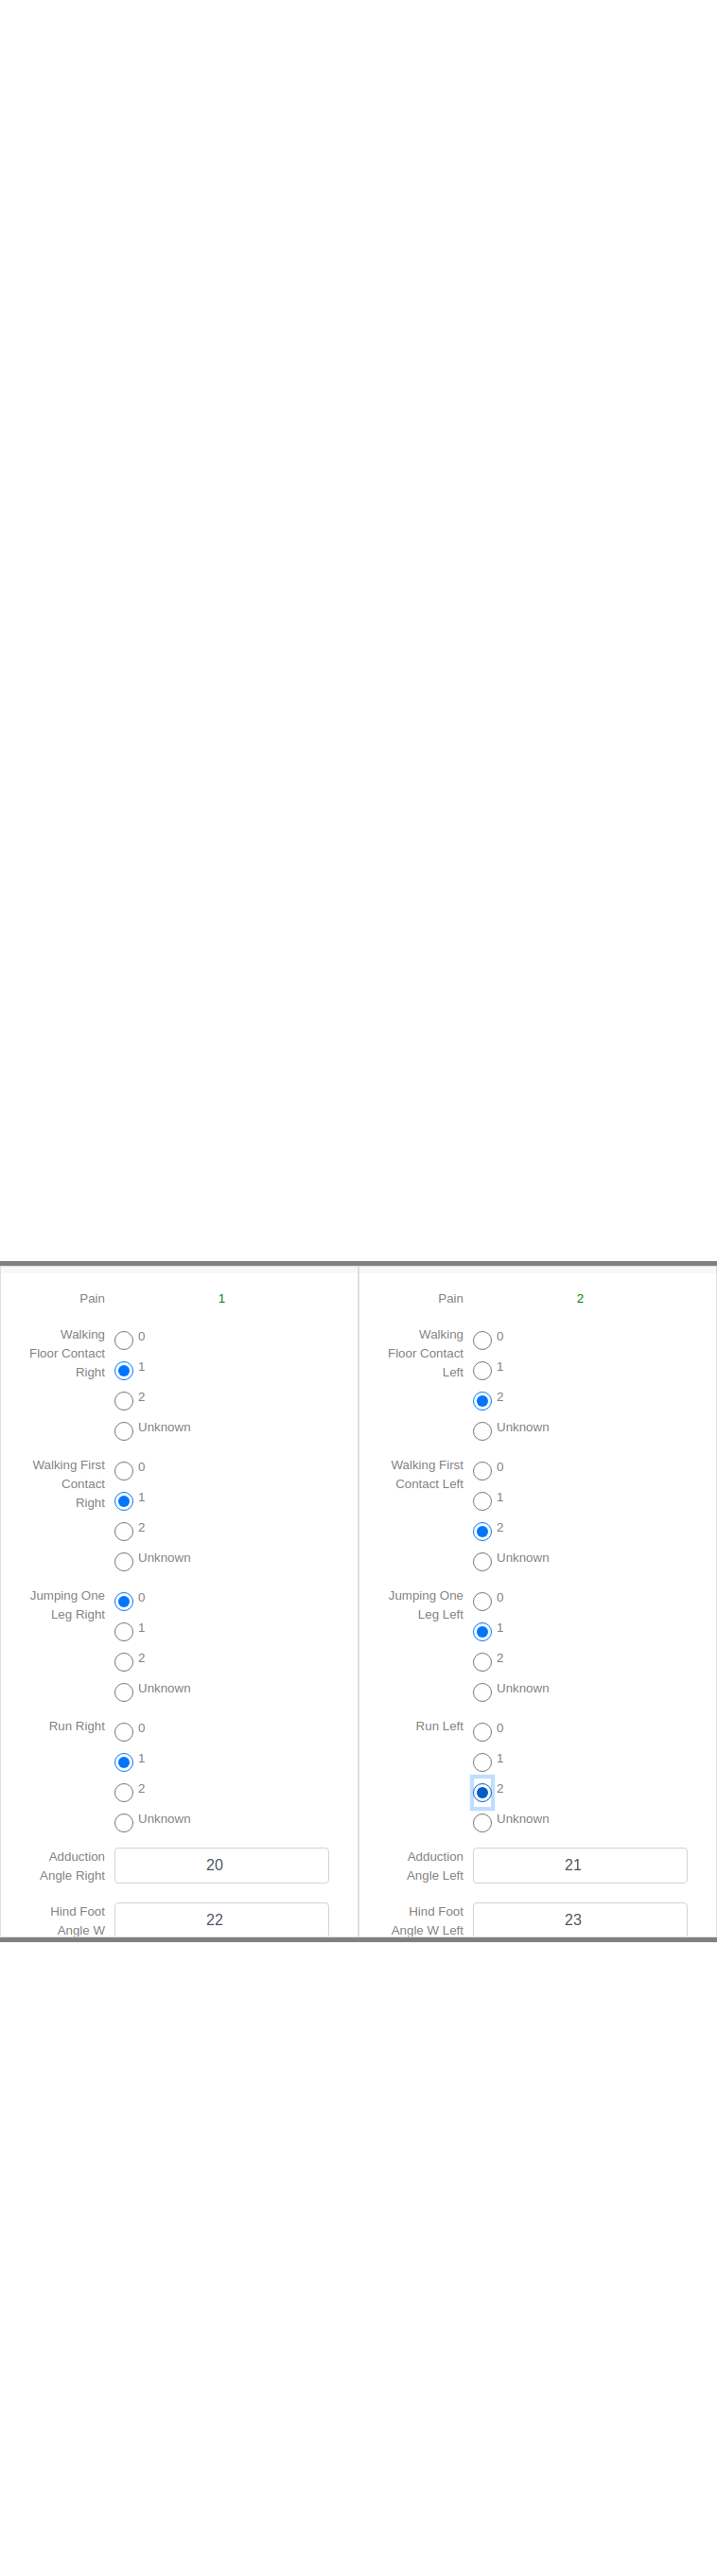 Pain 1
Walking
Floor Contact
Right
0
1
2
Unknown
Walking First
Contact
Right
0
1
2
Unknown
Jumping One
Leg Right
0
1
2
Unknown
Run Right
0
1
2
Unknown
Adduction
Angle Right
20
Hind Foot
Angle W
22
Pain 2
Walking
Floor Contact
Left
0
1
2
Unknown
Walking First
Contact Left
0
1
2
Unknown
Jumping One
Leg Left
0
1
2
Unknown
Run Left
0
1
2
Unknown
Adduction
Angle Left
21
Hind Foot
Angle W Left
23